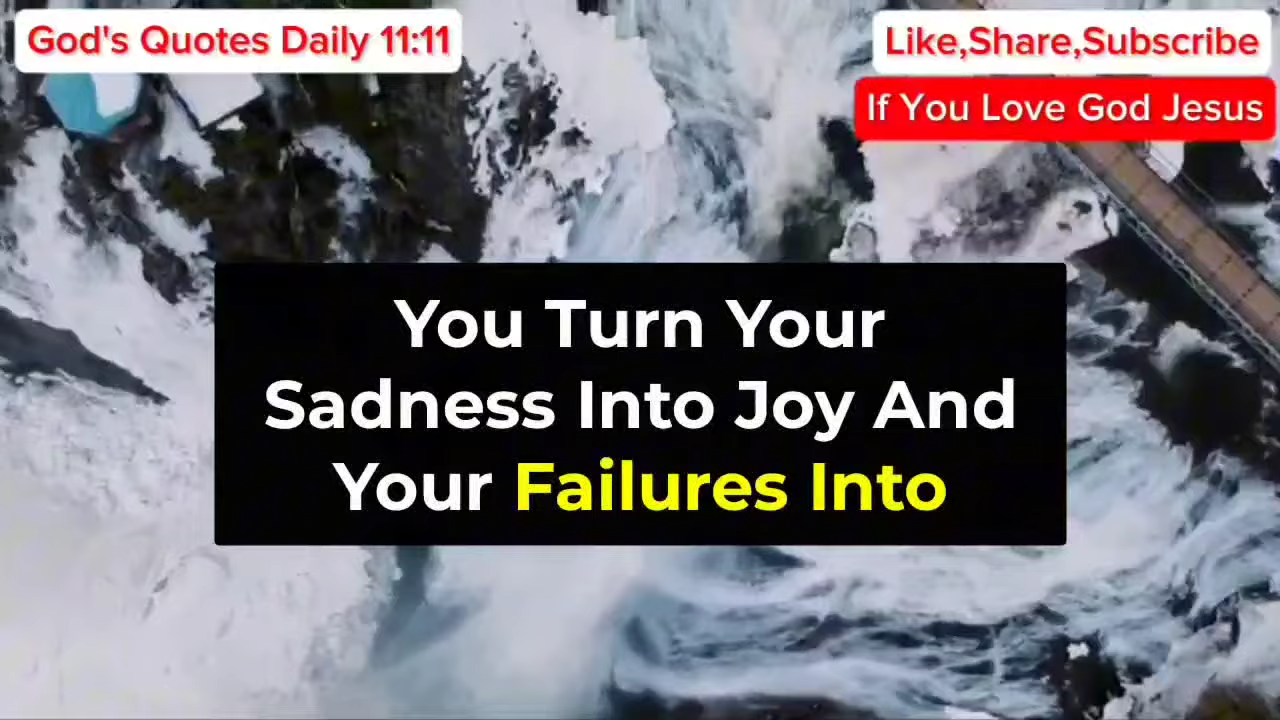 God's Quotes Daily 11:11
Like,Share,Subscribe
If You Love God Jesus
You Turn Your
Sadness Into Joy And
Your Failures Into